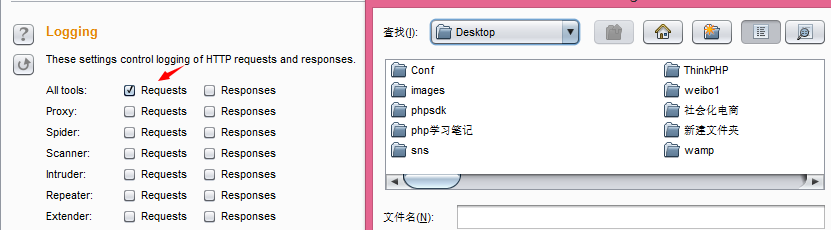 Logging
These settings control logging of HTTP requests and responses.
All tools: Requests Responses
Proxy: Requests Responses
Spider: Requests Responses
Scanner: Requests Responses
Intruder: Requests Responses
Repeater: Requests Responses
Extender: Requests Responses
查找(I): Desktop
Conf ThinkPHP
images weibo1
phpsdk 社会化电商
php学习笔记 新建文件夹
sns wamp
文件名(N):